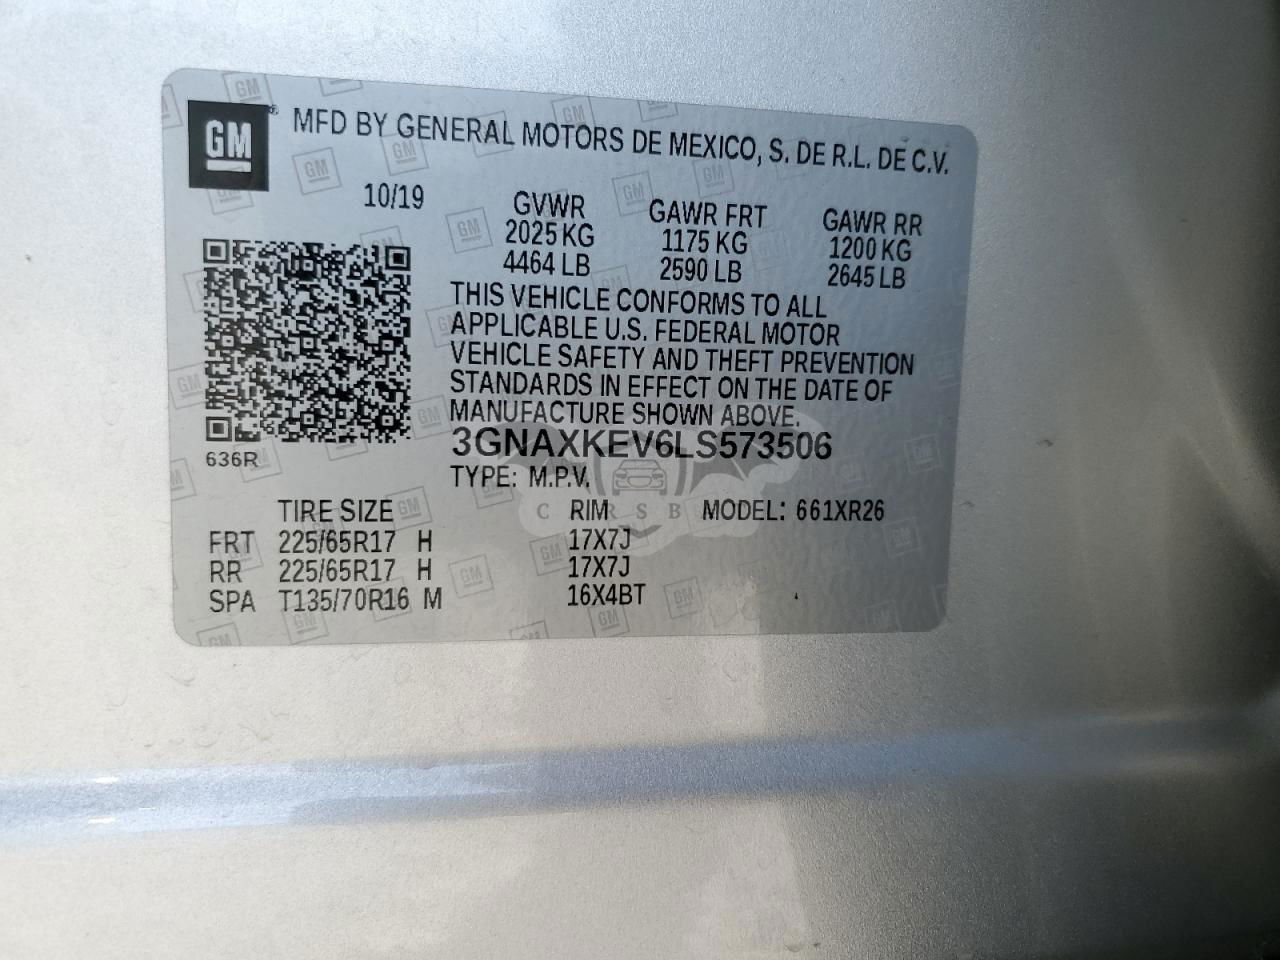 GM
MFD BY GENERAL MOTORS DE MEXICO, S. DE R.L. DE C.V.
10/19
GVWR GAWR FRT GAWR RR
2025 KG 1175 KG 1200 KG
4464 LB 2590 LB 2645 LB
THIS VEHICLE CONFORMS TO ALL
APPLICABLE U.S. FEDERAL MOTOR
VEHICLE SAFETY AND THEFT PREVENTION
STANDARDS IN EFFECT ON THE DATE OF
MANUFACTURE SHOWN ABOVE.
3GNAXKEV6LS573506
636R
TYPE: M.P.V.
TIRE SIZE RIM MODEL: 661XR26
FRT 225/65R17 H 17X7J
RR 225/65R17 H 17X7J
SPA T135/70R16 M 16X4BT